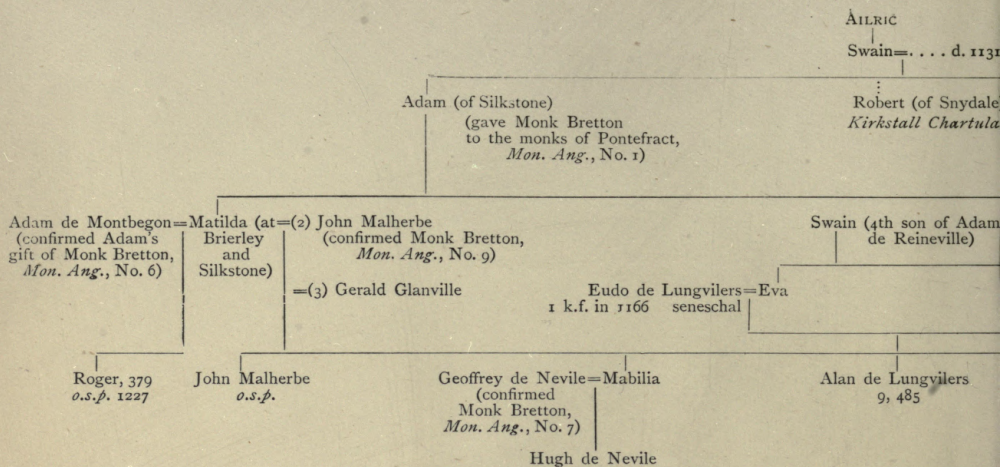 AILRIC
Swain=. . . . d. 1131
Adam (of Silkstone)
(gave Monk Bretton
to the monks of Pontefract,
Mon. Ang., No. 1)
Robert (of Snydale
Kirkstall Chartula
Adam de Montbegon=Matilda (at=(2) John Malherbe
(confirmed Adam's
gift of Monk Bretton,
Mon. Ang., No. 6)
Brierley
and
Silkstone)
(confirmed Monk Bretton,
Mon. Ang., No. 9)
=(3) Gerald Glanville
Swain (4th son of Adam
de Reineville)
Eudo de Lungvilers=Eva
1 k.f. in 1166 seneschal
Roger, 379
o.s.p. 1227
John Malherbe
o.s.p.
Geoffrey de Nevile=Mabilia
(confirmed
Monk Bretton,
Mon. Ang., No. 7)
Hugh de Nevile
Alan de Lungvilers
9, 485